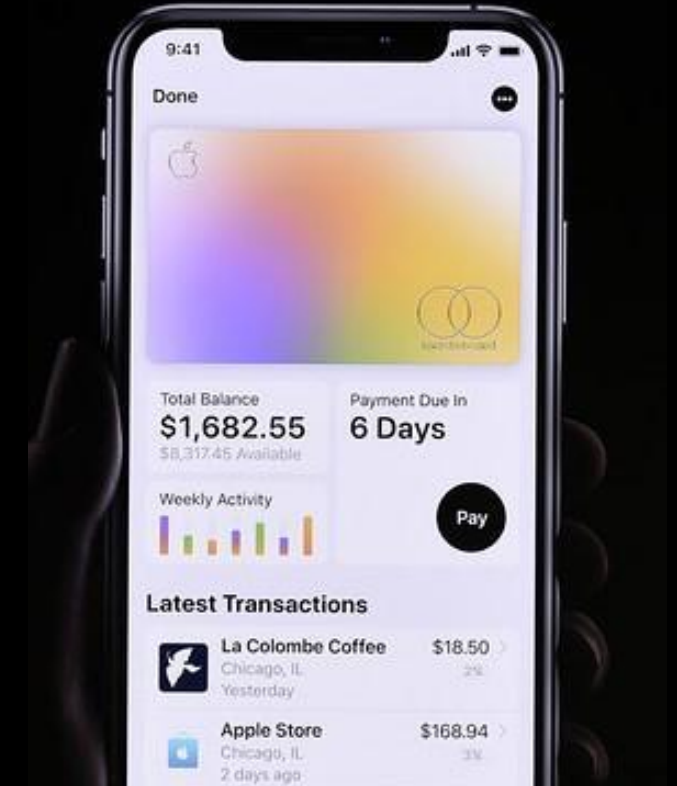 9:41
Done
Total Balance
$1,682.55
$8,317.45 Available
Payment Due In
6 Days
Weekly Activity
Pay
Latest Transactions
La Colombe Coffee
$18.50
Chicago, IL
2%
Yesterday
Apple Store
$168.94
Chicago, IL
3%
2 days ago